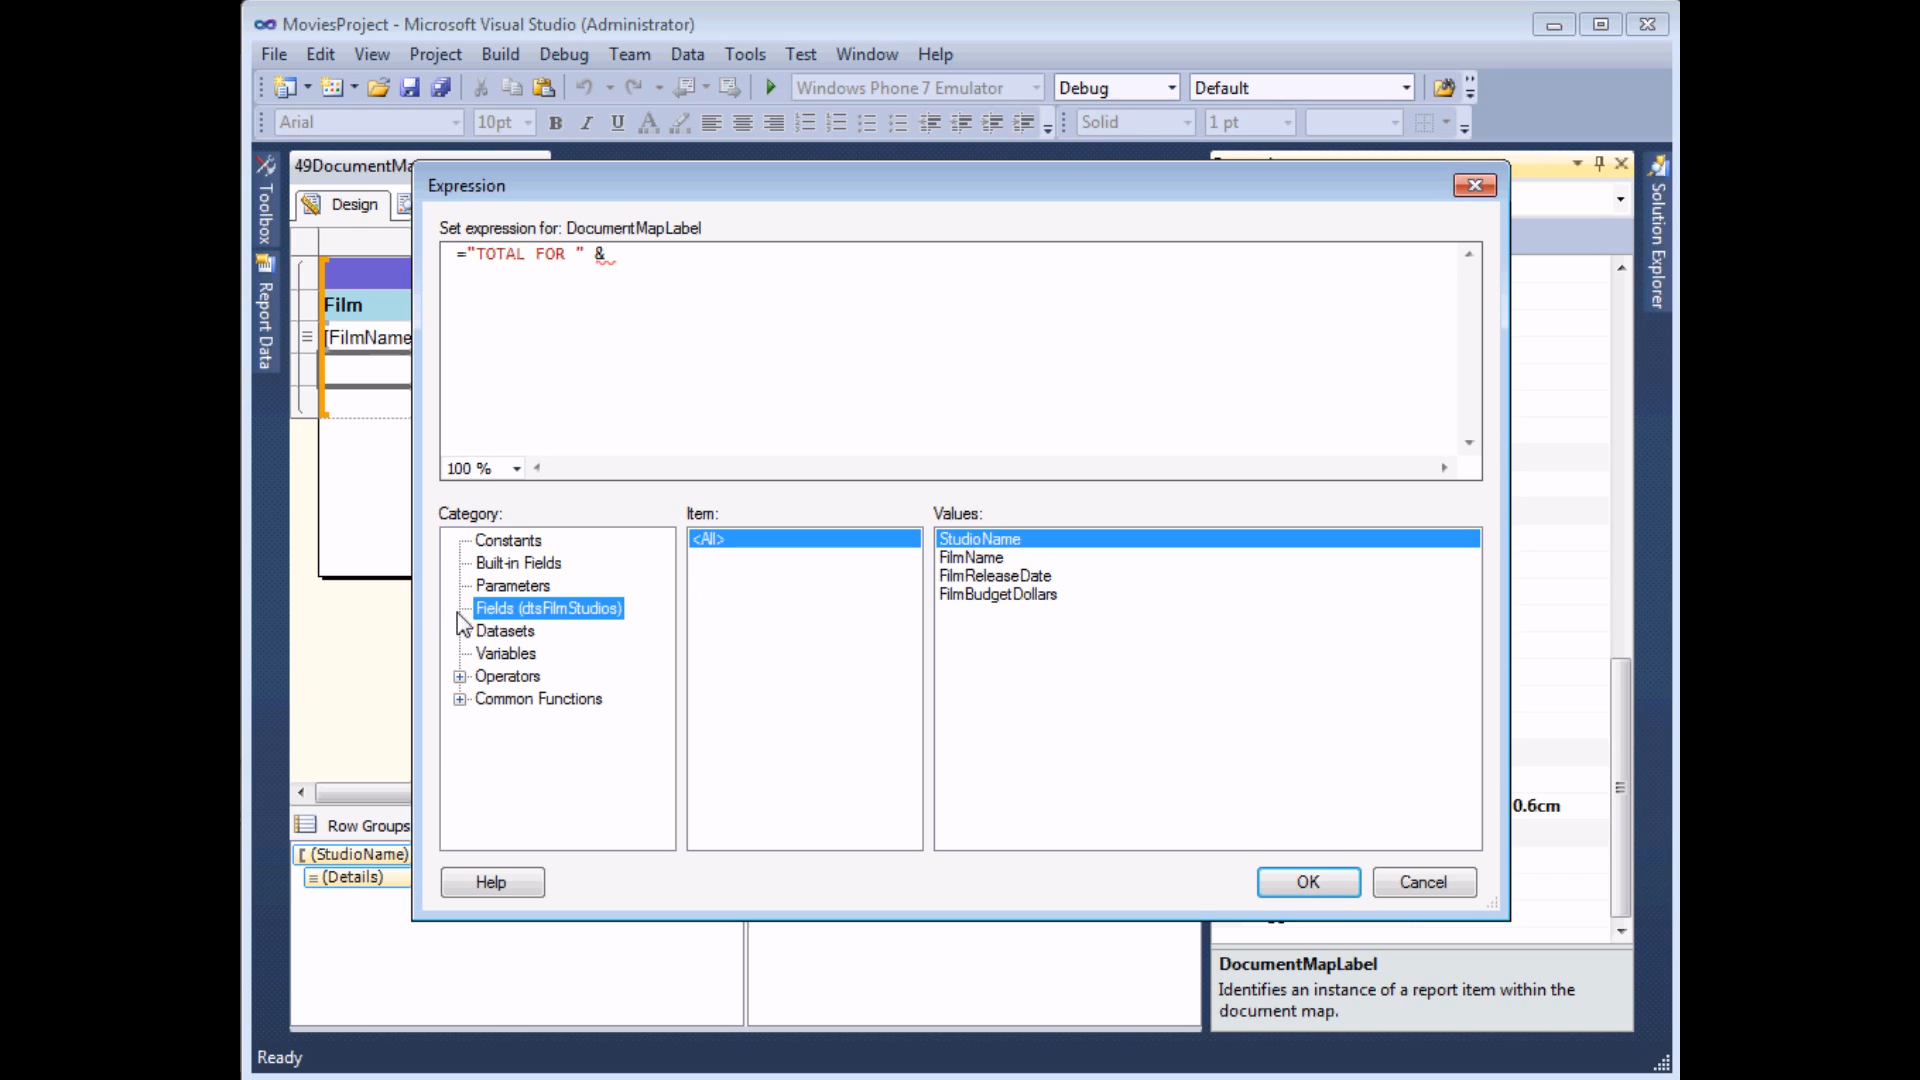 MoviesProject - Microsoft Visual Studio (Administrator)
File Edit View Project Build Debug Team Data Tools Test Window Help
Windows Phone 7 Emulator Debug Default
Arial 10pt B I U A Solid 1 pt
Toolbox
Report Data
Solution Explorer
Design
Film
[FilmName
Expression
Set expression for: DocumentMapLabel
="TOTAL FOR " &
100 %
Category: Item: Values:
Constants
Built-in Fields
Parameters
Fields (dtsFilmStudios)
Datasets
Variables
Operators
Common Functions
<All>
StudioName
FilmName
FilmReleaseDate
FilmBudgetDollars
Help OK Cancel
0.6cm
Row Groups
(StudioName)
(Details)
DocumentMapLabel
Identifies an instance of a report item within the
document map.
Ready